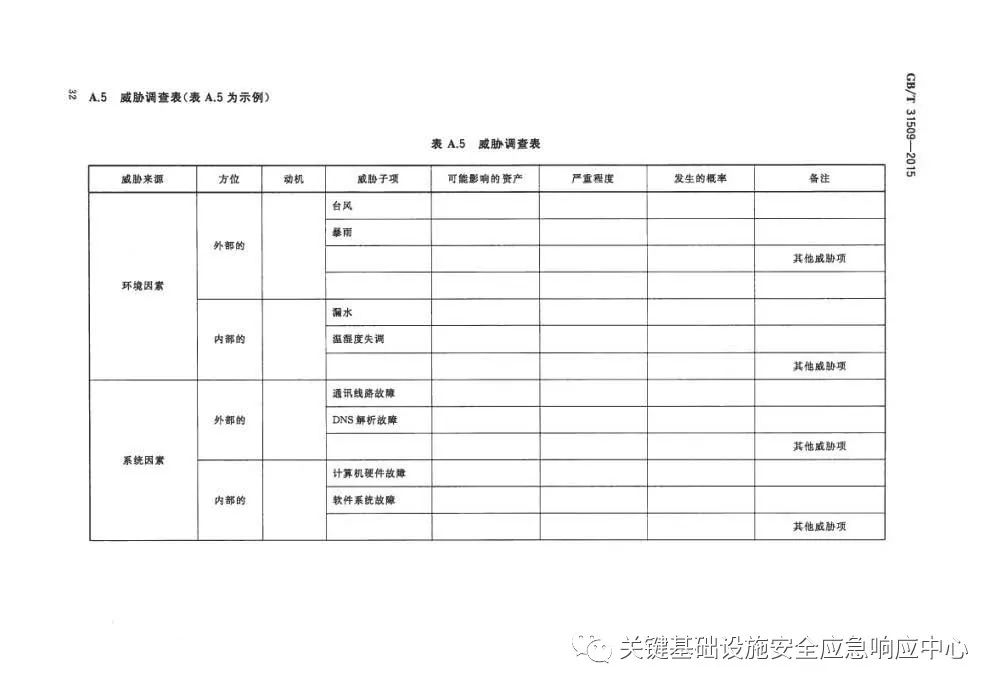 32
A.5 威胁调查表(表 A.5 为示例)
GB/T 31509—2015
表 A.5 威胁调查表
威胁来源 方位 动机 威胁子项 可能影响的资产 严重程度 发生的概率 备注
环境因素 外部的 台风
暴雨
其他威胁项
内部的 漏水
温湿度失调
其他威胁项
系统因素 外部的 通讯线路故障
DNS 解析故障
其他威胁项
内部的 计算机硬件故障
软件系统故障
其他威胁项
关键基础设施安全应急响应中心